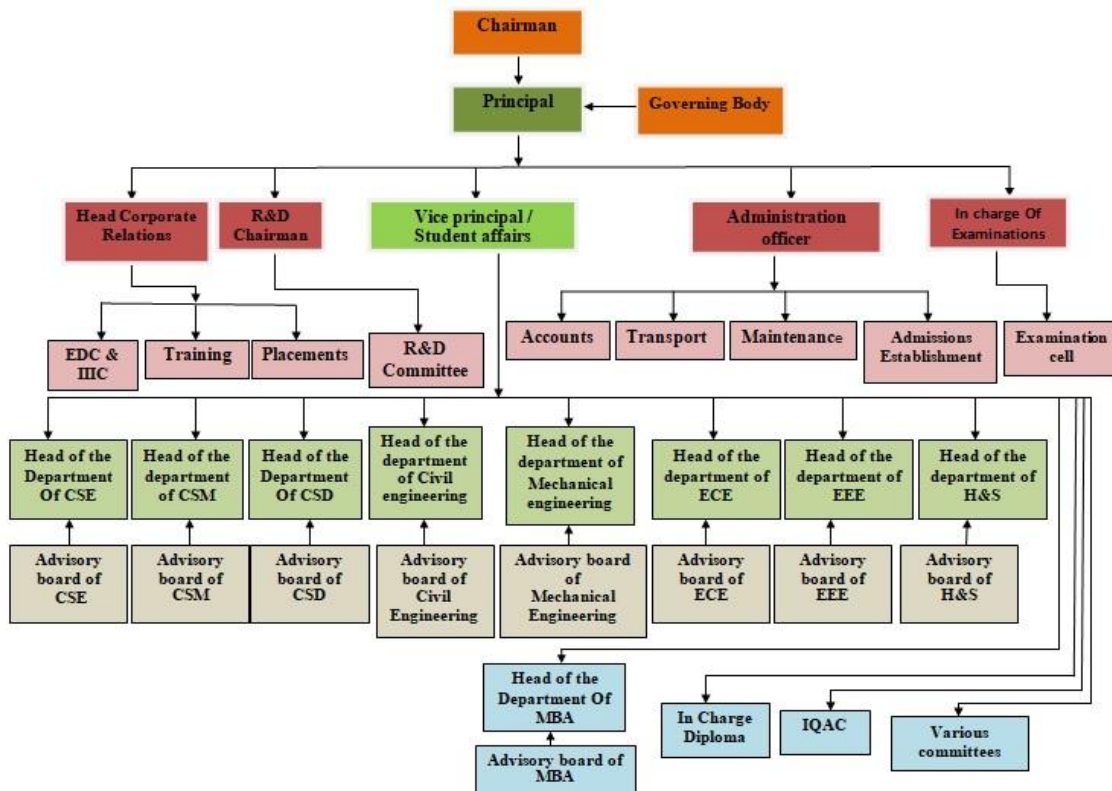 Chairman
Principal
Governing Body
Head Corporate
Relations
R&D
Chairman
Vice principal /
Student affairs
Administration
officer
In charge Of
Examinations
EDC &
IIIC
Training
Placements
R&D
Committee
Accounts
Transport
Maintenance
Admissions
Establishment
Examination
cell
Head of the
Department
Of CSE
Head of the
department
of CSM
Head of the
Department
Of CSD
Head of the
department
of Civil
engineering
Head of the
department of
Mechanical
engineering
Head of the
department of
ECE
Head of the
department of
EEE
Head of the
department of
H&S
Advisory
board of
CSE
Advisory
board of
CSM
Advisory
board of
CSD
Advisory
board of
Civil
Engineering
Advisory board
of
Mechanical
Engineering
Advisory
board of
ECE
Advisory
board of
EEE
Advisory
board of
H&S
Head of the
Department Of
MBA
In Charge
Diploma
IQAC
Various
committees
Advisory board of
MBA